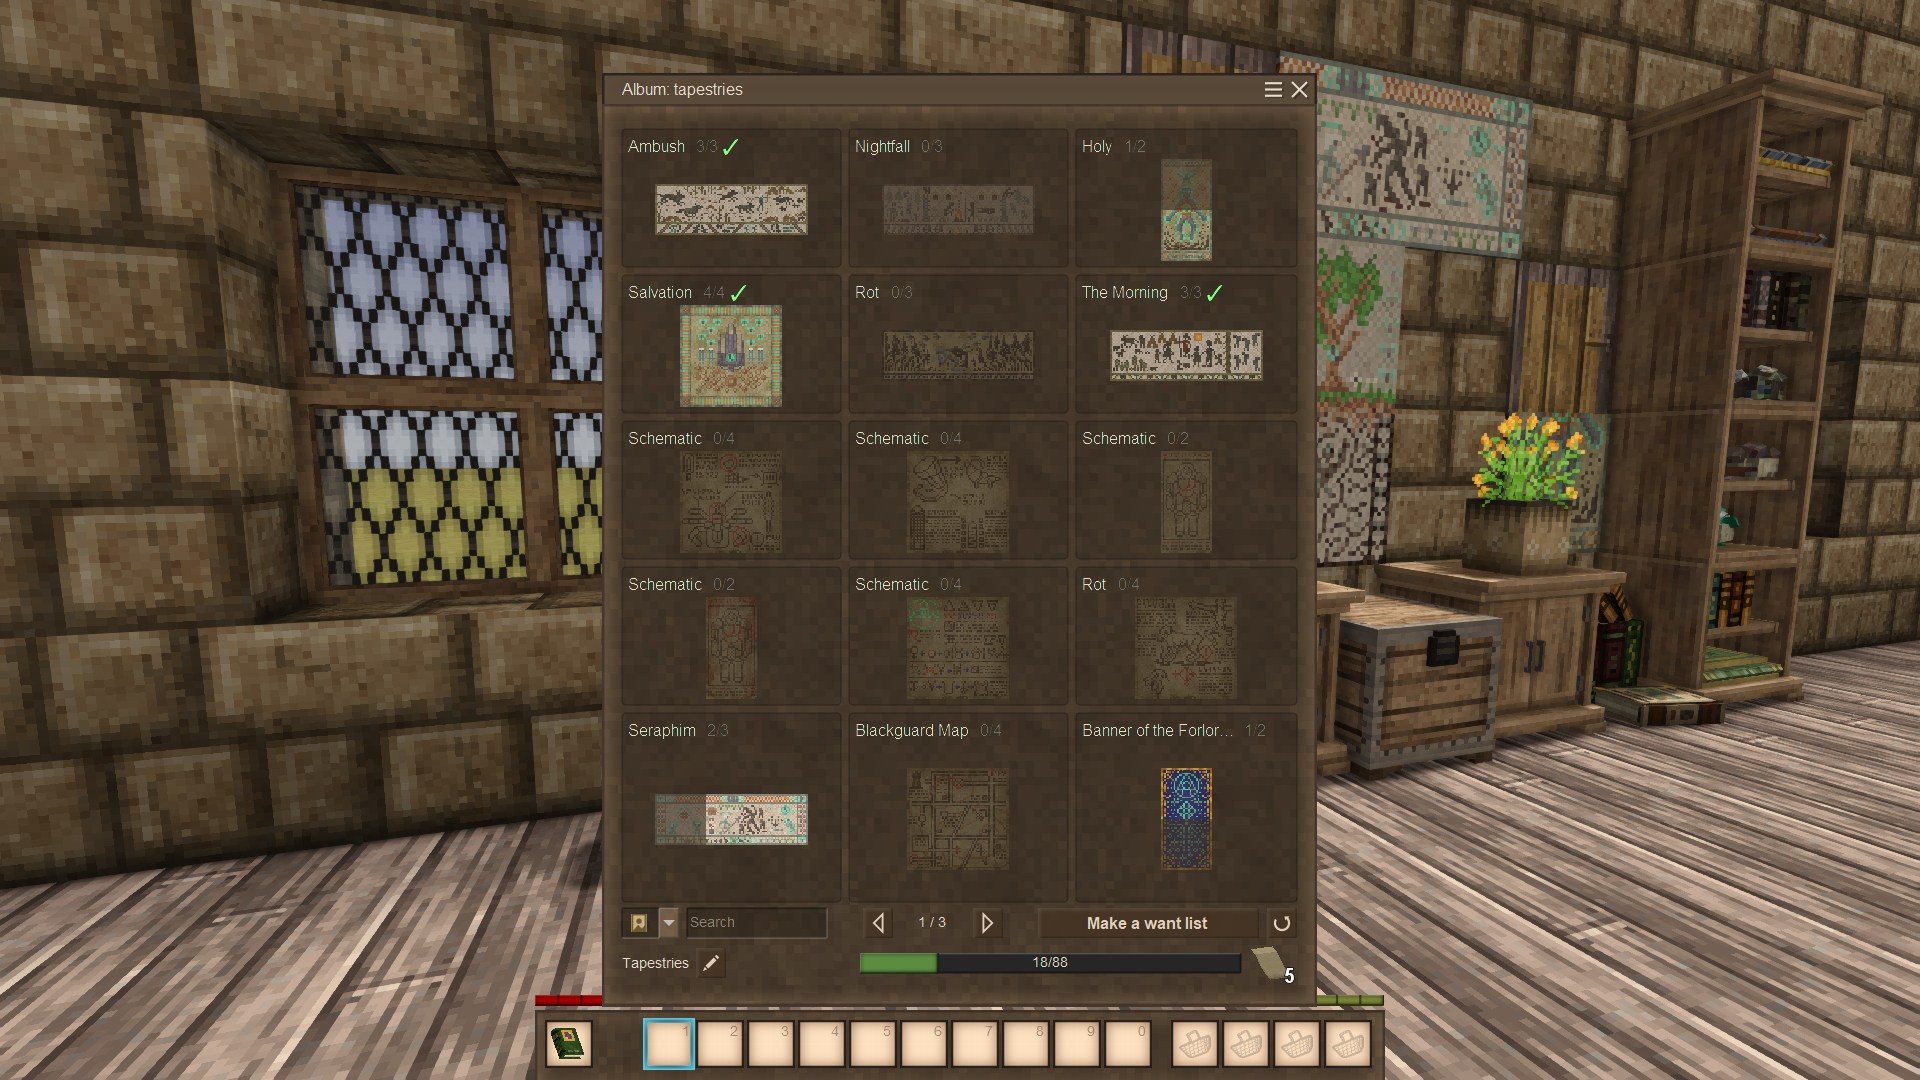 Album: tapestries
Ambush 3/3
Nightfall 0/3
Holy 1/2
Salvation 4/4
Rot 0/3
The Morning 3/3
Schematic 0/4
Schematic 0/4
Schematic 0/2
Schematic 0/2
Schematic 0/4
Rot 0/4
Seraphim 2/3
Blackguard Map 0/4
Banner of the Forlor... 1/2
Search
1 / 3
Make a want list
Tapestries
18/88
5
1 2 3 4 5 6 7 8 9 0